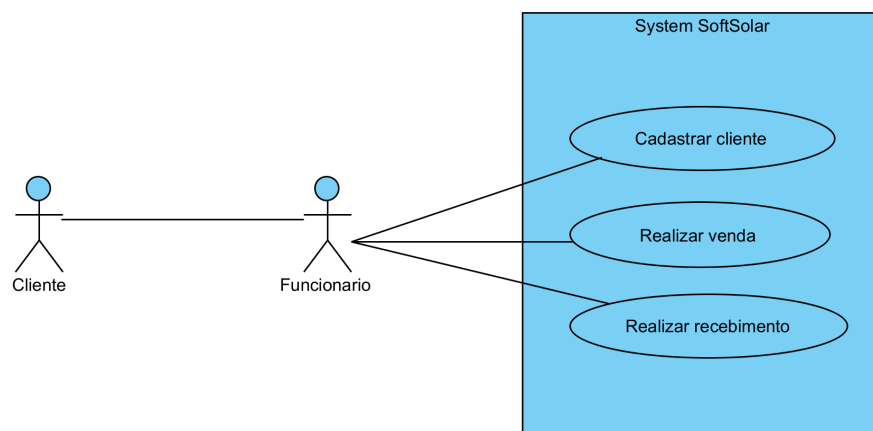 System SoftSolar
Cadastrar cliente
Realizar venda
Cliente
Funcionario
Realizar recebimento